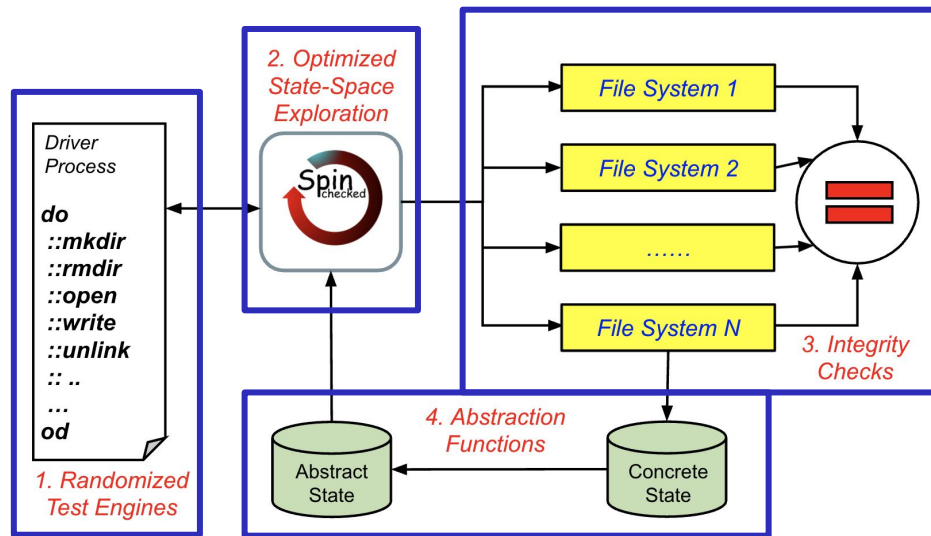 Driver
Process
do
::mkdir
::rmdir
::open
::write
::unlink
:: ..
...
od
1. Randomized
Test Engines
2. Optimized
State-Space
Exploration
Spin
checked
File System 1
File System 2
......
File System N
3. Integrity
Checks
4. Abstraction
Functions
Abstract
State
Concrete
State